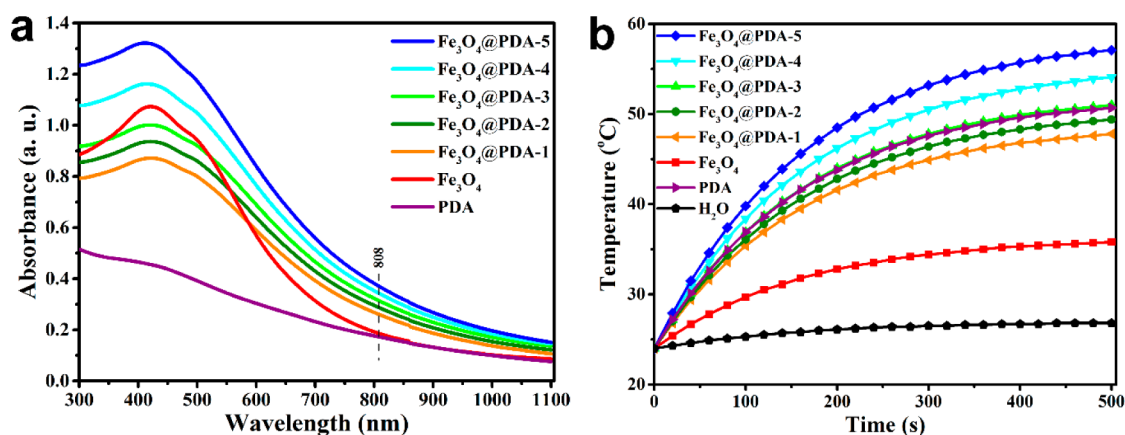 a
1.4
1.2
1.0
0.8
0.6
0.4
0.2
0.0
Absorbance (a. u.)
300 400 500 600 700 800 900 1000 1100
Wavelength (nm)
Fe₃O₄@PDA-5
Fe₃O₄@PDA-4
Fe₃O₄@PDA-3
Fe₃O₄@PDA-2
Fe₃O₄@PDA-1
Fe₃O₄
PDA
808
b
60
50
40
30
20
Temperature (°C)
0 100 200 300 400 500
Time (s)
Fe₃O₄@PDA-5
Fe₃O₄@PDA-4
Fe₃O₄@PDA-3
Fe₃O₄@PDA-2
Fe₃O₄@PDA-1
Fe₃O₄
PDA
H₂O